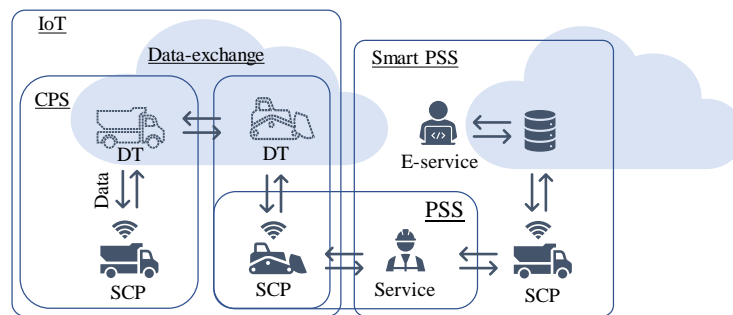 IoT
Data-exchange
Smart PSS
CPS
DT
DT
</>
E-service
Data
PSS
SCP
SCP
Service
SCP